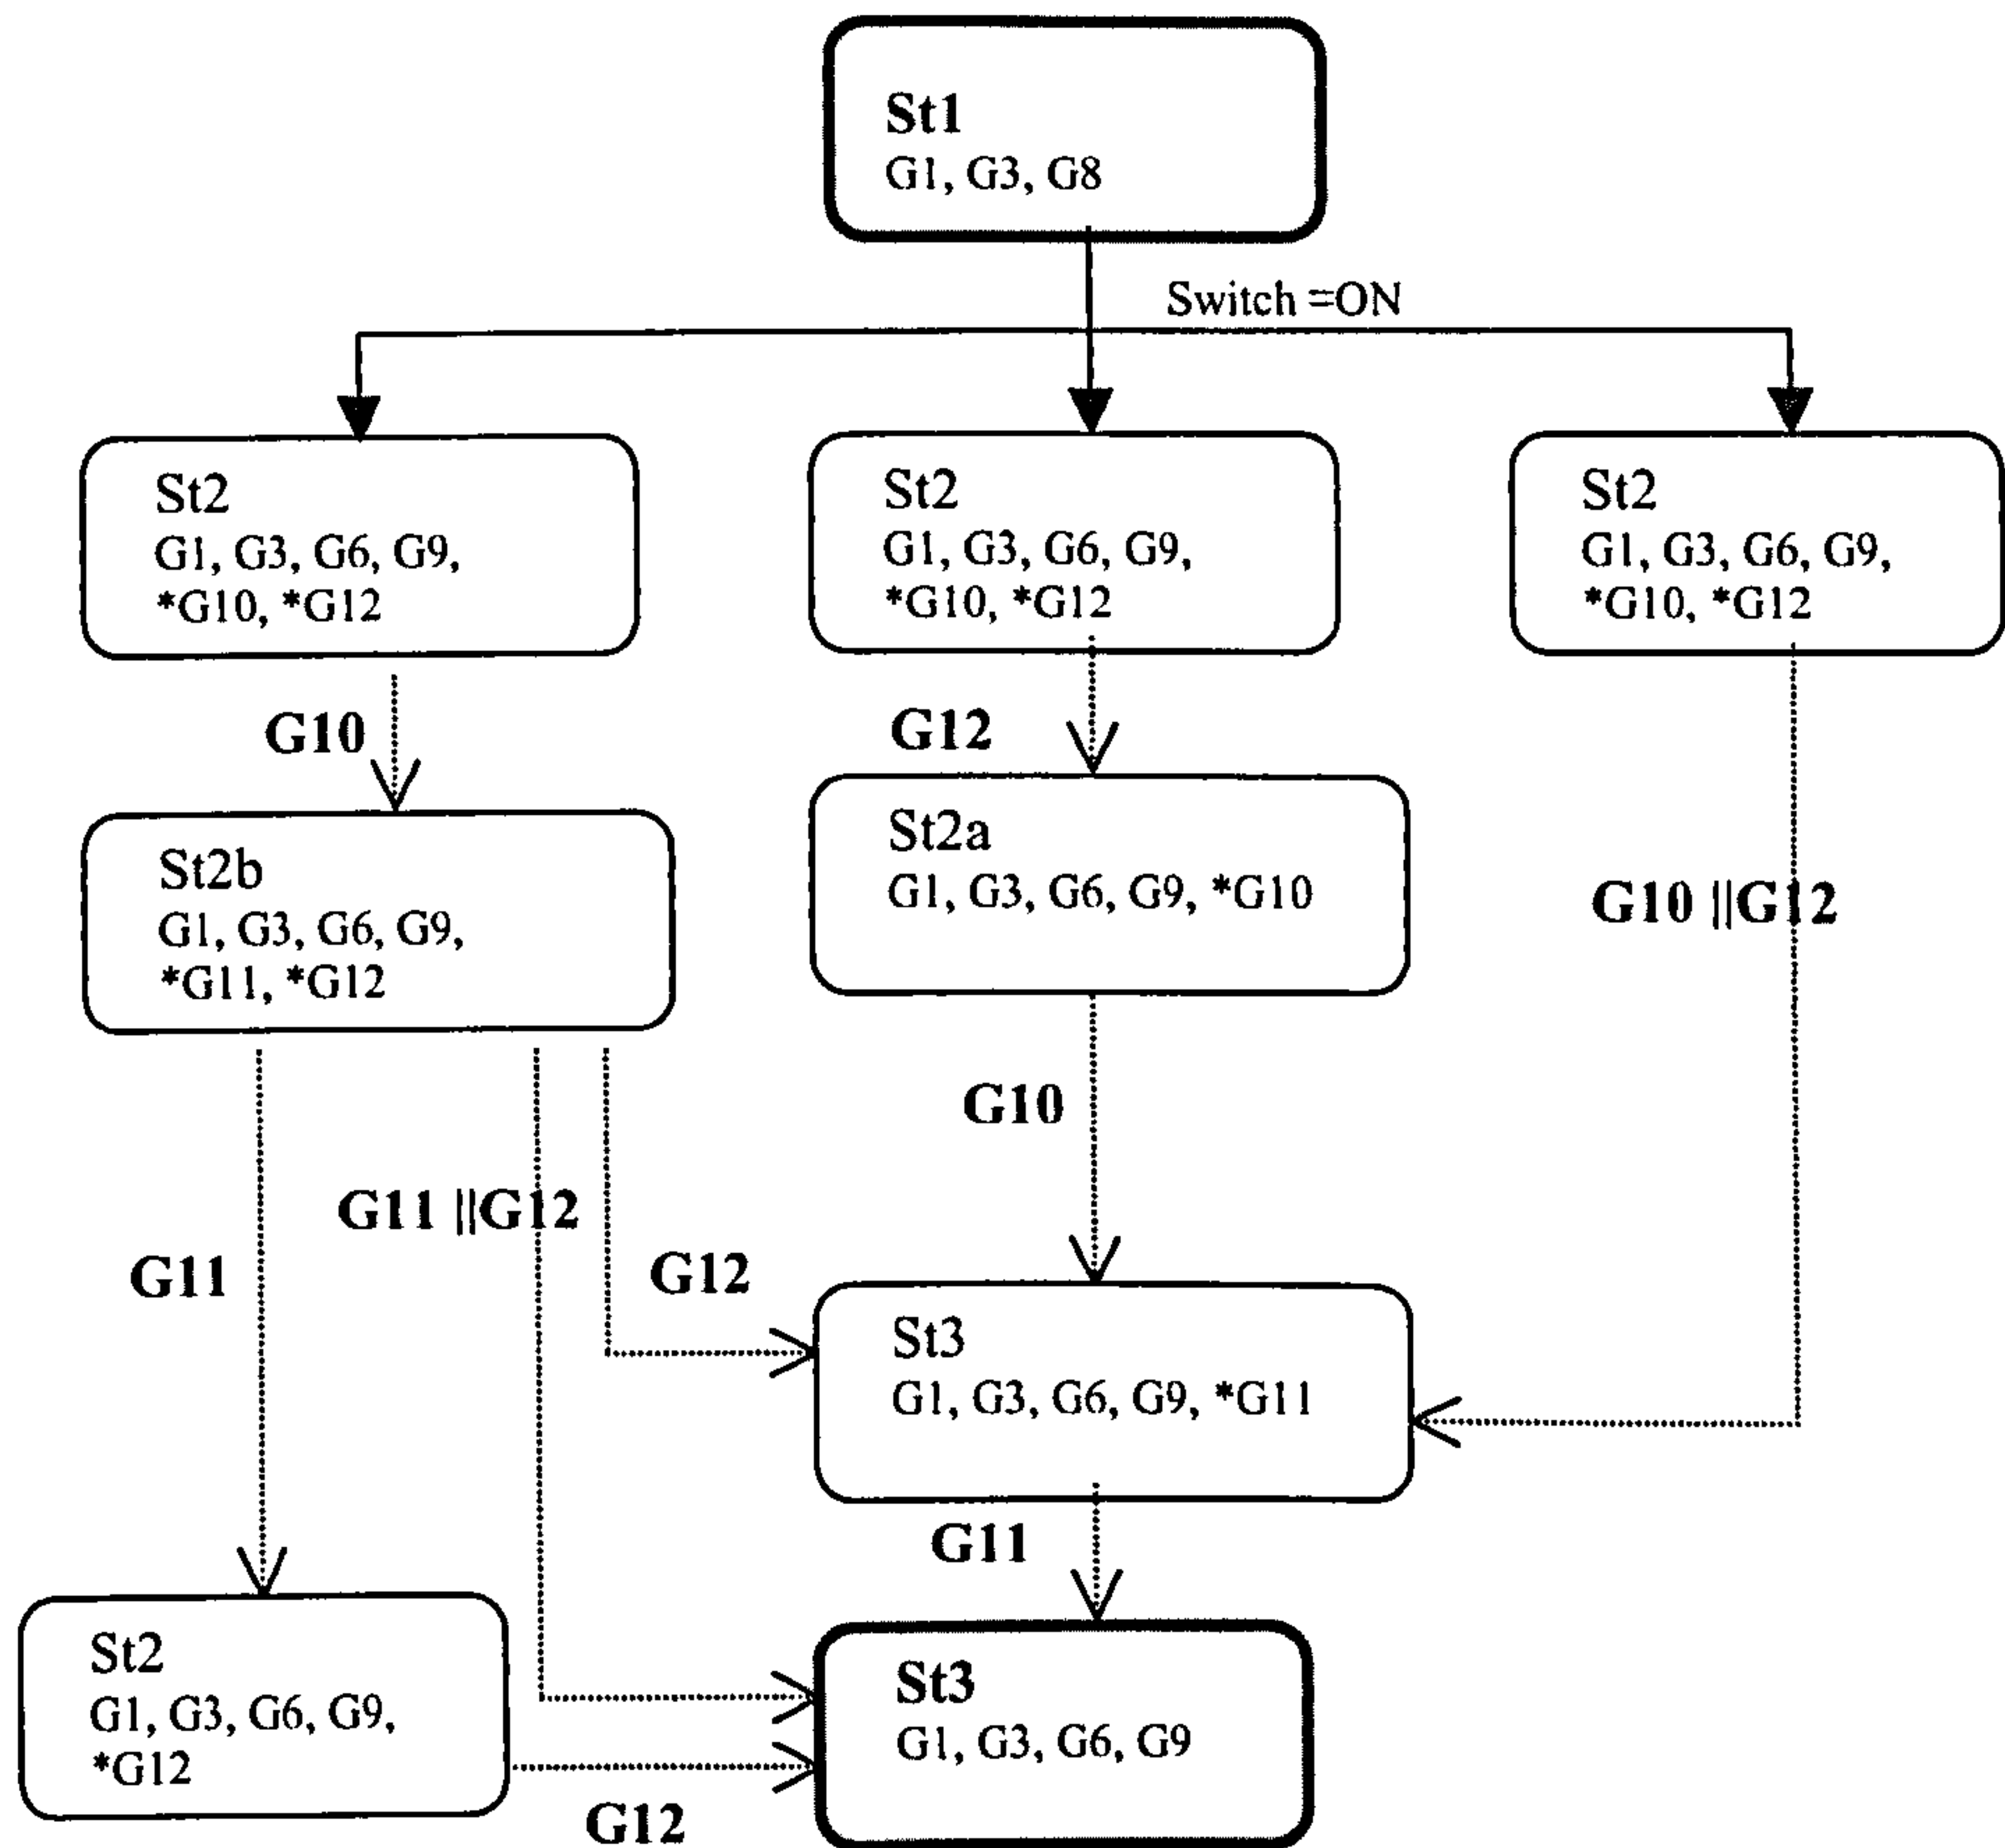 St1
G1, G3, G8
Switch =ON
St2
G1, G3, G6, G9,
*G10, *G12
St2
G1, G3, G6, G9,
*G10, *G12
St2
G1, G3, G6, G9,
*G10, *G12
G10
G12
St2b
G1, G3, G6, G9,
*G11, *G12
St2a
G1, G3, G6, G9, *G10
G10 ||G12
G10
G11 ||G12
G11
G12
St3
G1, G3, G6, G9, *G11
G11
St2
G1, G3, G6, G9,
*G12
St3
G1, G3, G6, G9
G12